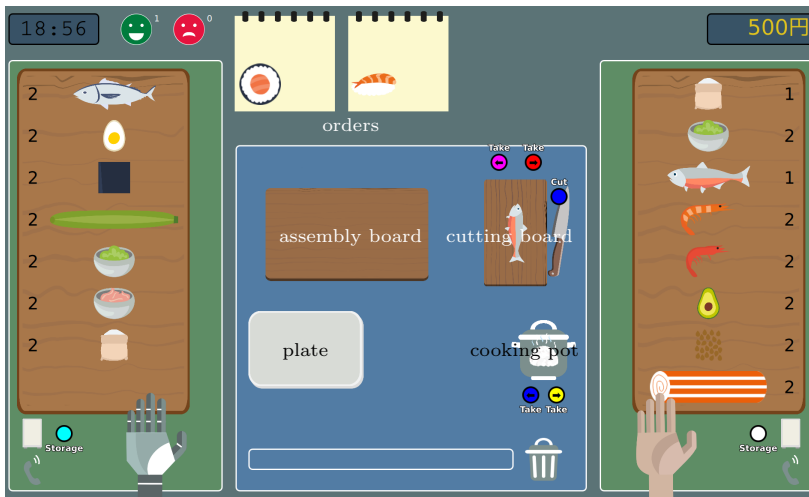 18:56
1
0
500円
orders
2
2
2
2
2
2
2
1
2
1
2
2
2
2
2
Take Take
Cut
assembly board
cutting board
plate
cooking pot
Take Take
Storage
Storage